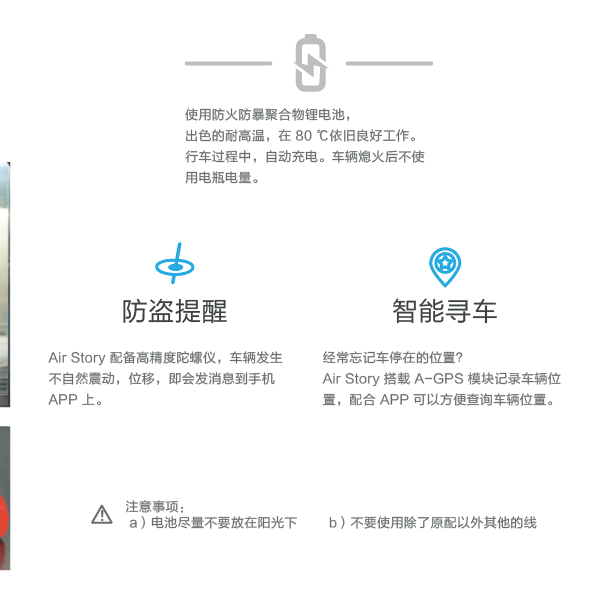 使用防火防暴聚合物锂电池，
出色的耐高温，在 80 ℃依旧良好工作。
行车过程中，自动充电。车辆熄火后不使
用电瓶电量。
防盗提醒
Air Story 配备高精度陀螺仪，车辆发生
不自然震动，位移，即会发消息到手机
APP 上。
智能寻车
经常忘记车停在的位置?
Air Story 搭载 A-GPS 模块记录车辆位
置，配合 APP 可以方便查询车辆位置。
注意事项：
a）电池尽量不要放在阳光下
b）不要使用除了原配以外其他的线